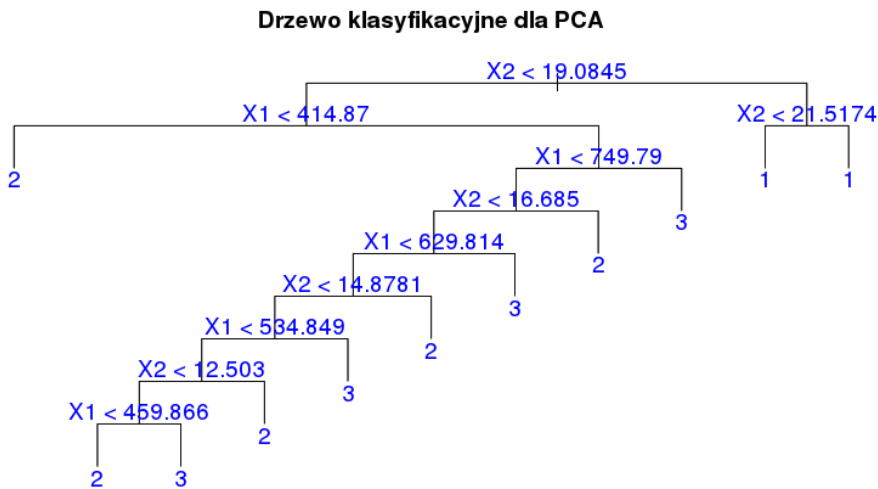 Drzewo klasyfikacyjne dla PCA
X2 < 19.0845
X1 < 414.87
X2 < 21.5174
2
X1 < 749.79
1
1
X2 < 16.685
3
X1 < 629.814
2
X2 < 14.8781
3
X1 < 534.849
2
X2 < 12.503
3
X1 < 459.866
2
2
3